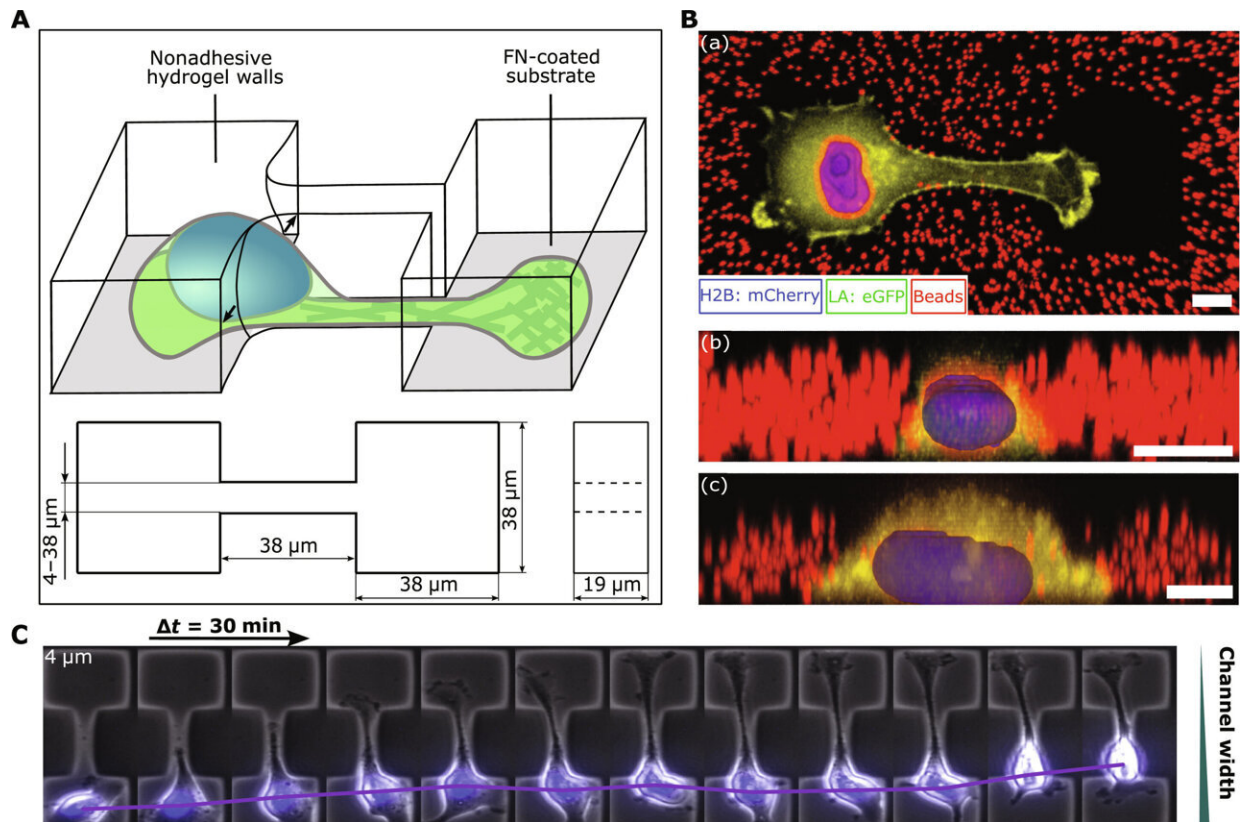 A
Nonadhesive
hydrogel walls
FN-coated
substrate
4–38 μm
38 μm
38 μm
38 μm
19 μm
B
(a)
H2B: mCherry
LA: eGFP
Beads
(b)
(c)
C
Δt = 30 min
4 μm
Channel width